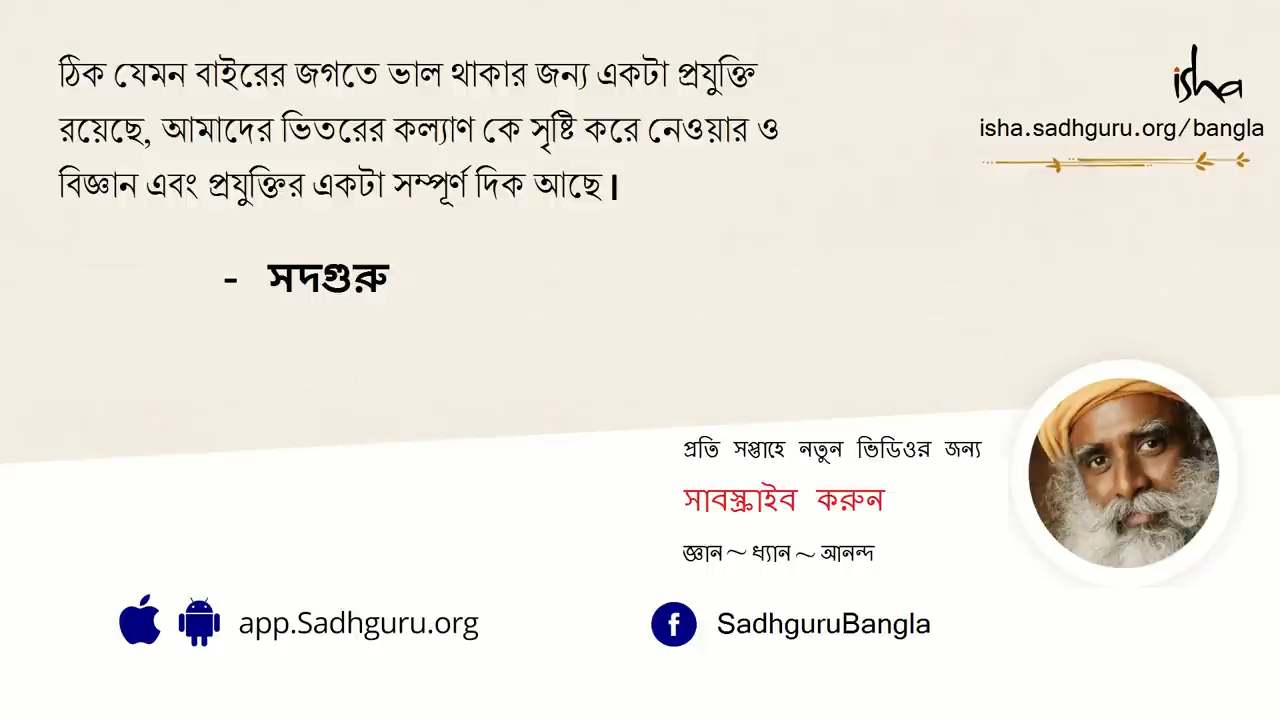 ঠিক যেমন বাইরের জগতে ভাল থাকার জন্য একটা প্রযুক্তি
রয়েছে, আমাদের ভিতরের কল্যাণ কে সৃষ্টি করে নেওয়ার ও
বিজ্ঞান এবং প্রযুক্তির একটা সম্পূর্ণ দিক আছে।
- সদগুরু
isha
isha.sadhguru.org/bangla
প্রতি সপ্তাহে নতুন ভিডিওর জন্য
সাবস্ক্রাইব করুন
জ্ঞান ~ ধ্যান ~ আনন্দ
app.Sadhguru.org
f SadhguruBangla